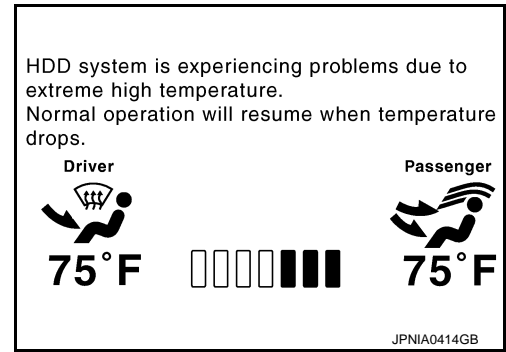 HDD system is experiencing problems due to
extreme high temperature.
Normal operation will resume when temperature
drops.
Driver
Passenger
75°F
75°F
JPNIA0414GB